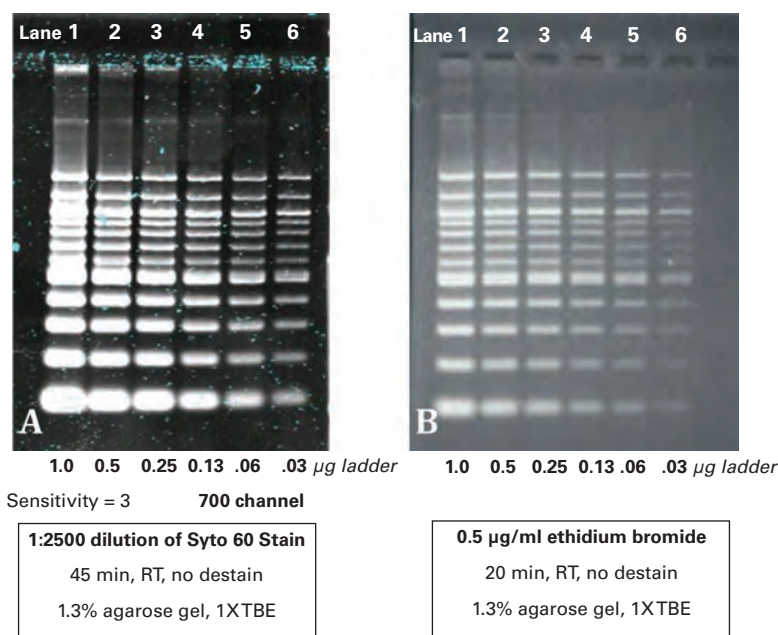 Lane 1 2 3 4 5 6
A
1.0 0.5 0.25 0.13 .06 .03 µg ladder
Sensitivity = 3 700 channel
1:2500 dilution of Syto 60 Stain
45 min, RT, no destain
1.3% agarose gel, 1XTBE
Lane 1 2 3 4 5 6
B
1.0 0.5 0.25 0.13 .06 .03 µg ladder
0.5 µg/ml ethidium bromide
20 min, RT, no destain
1.3% agarose gel, 1XTBE